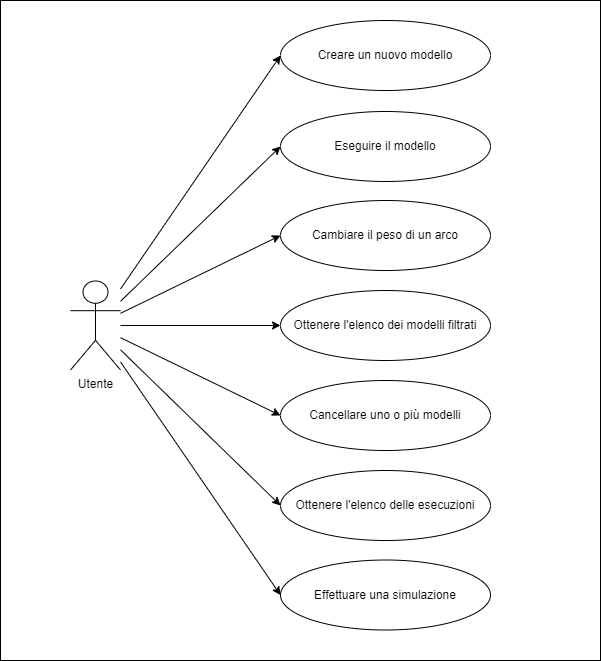 Creare un nuovo modello
Eseguire il modello
Cambiare il peso di un arco
Ottenere l'elenco dei modelli filtrati
Utente
Cancellare uno o più modelli
Ottenere l'elenco delle esecuzioni
Effettuare una simulazione